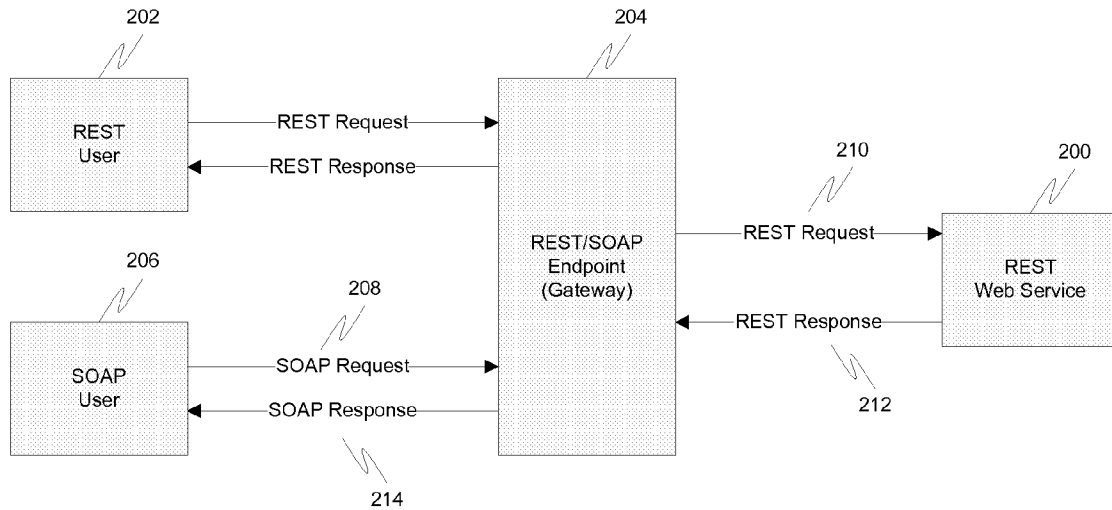 202
204
REST
User
REST Request
REST Response
210
200
REST/SOAP
Endpoint
(Gateway)
REST Request
REST Response
REST
Web Service
212
206
208
SOAP
User
SOAP Request
SOAP Response
214